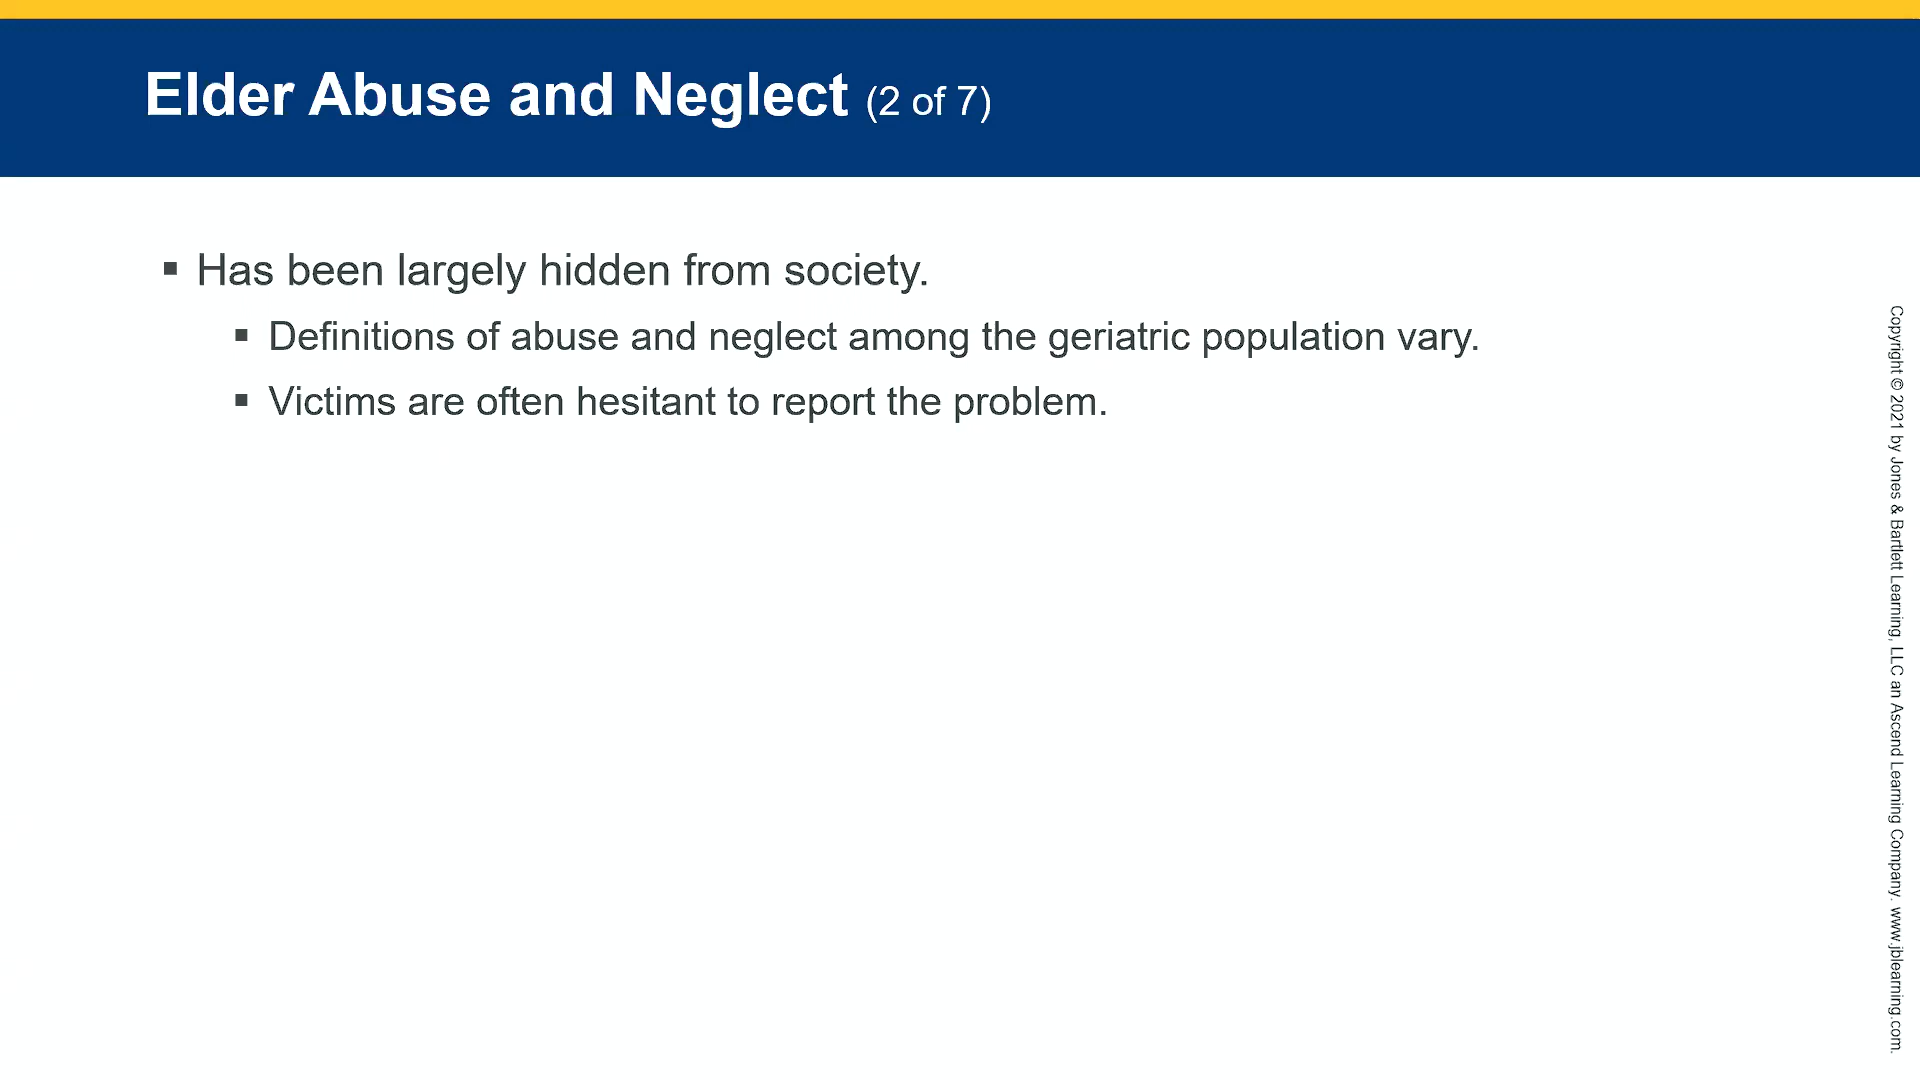 Elder Abuse and Neglect (2 of 7)
▪ Has been largely hidden from society.
▪ Definitions of abuse and neglect among the geriatric population vary.
▪ Victims are often hesitant to report the problem.
Copyright © 2021 by Jones & Bartlett Learning, LLC an Ascend Learning Company. www.jblearning.com.